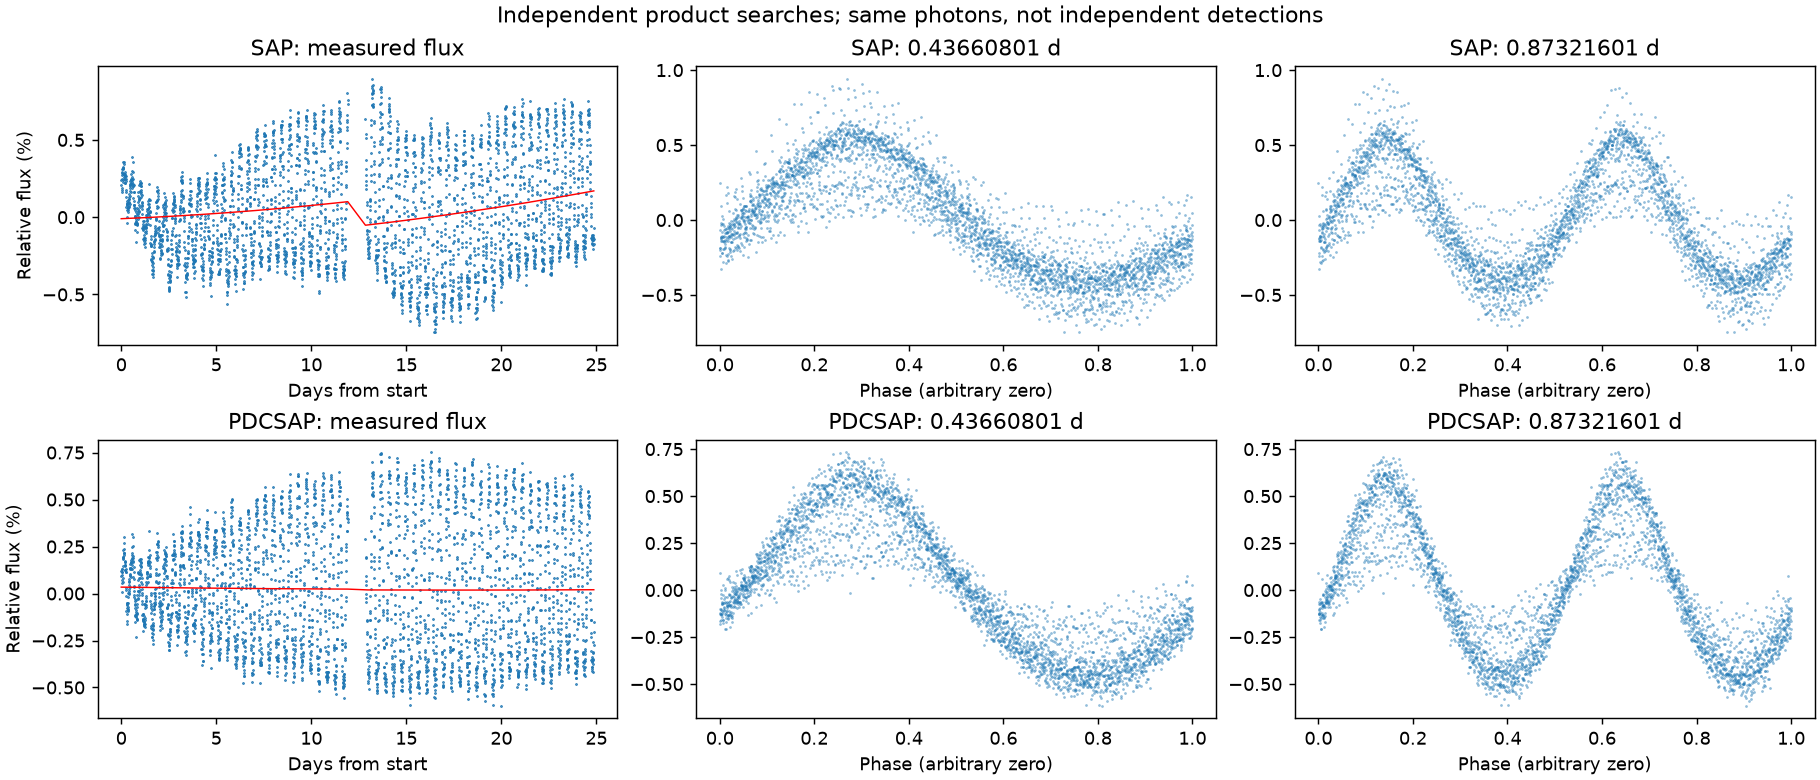 Independent product searches; same photons, not independent detections
SAP: measured flux
Relative flux (%)
0.5
0.0
−0.5
0 5 10 15 20 25
Days from start
SAP: 0.43660801 d
1.0
0.5
0.0
−0.5
0.0 0.2 0.4 0.6 0.8 1.0
Phase (arbitrary zero)
SAP: 0.87321601 d
1.0
0.5
0.0
−0.5
0.0 0.2 0.4 0.6 0.8 1.0
Phase (arbitrary zero)
PDCSAP: measured flux
Relative flux (%)
0.75
0.50
0.25
0.00
−0.25
−0.50
0 5 10 15 20 25
Days from start
PDCSAP: 0.43660801 d
0.75
0.50
0.25
0.00
−0.25
−0.50
0.0 0.2 0.4 0.6 0.8 1.0
Phase (arbitrary zero)
PDCSAP: 0.87321601 d
0.75
0.50
0.25
0.00
−0.25
−0.50
0.0 0.2 0.4 0.6 0.8 1.0
Phase (arbitrary zero)